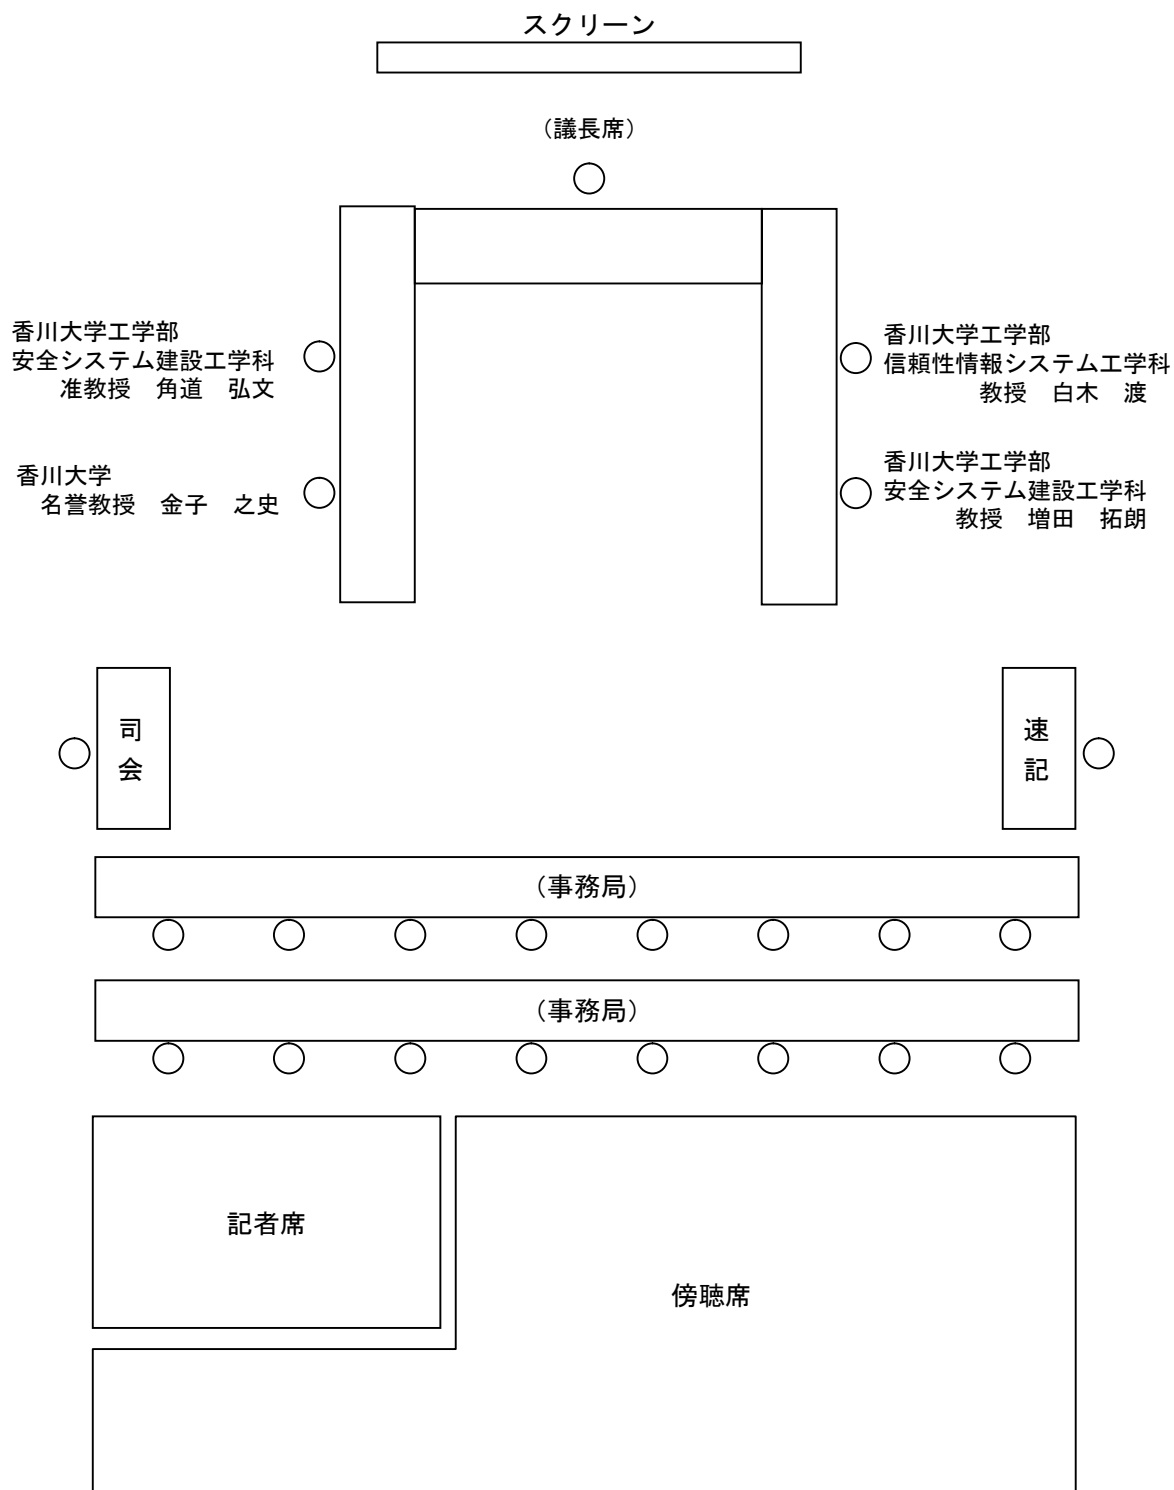 スクリーン
（議長席）
香川大学工学部
安全システム建設工学科
准教授　角道　弘文
香川大学工学部
信頼性情報システム工学科
教授　白木　渡
香川大学
名誉教授　金子　之史
香川大学工学部
安全システム建設工学科
教授　増田　拓朗
司会
速記
（事務局）
（事務局）
記者席
傍聴席